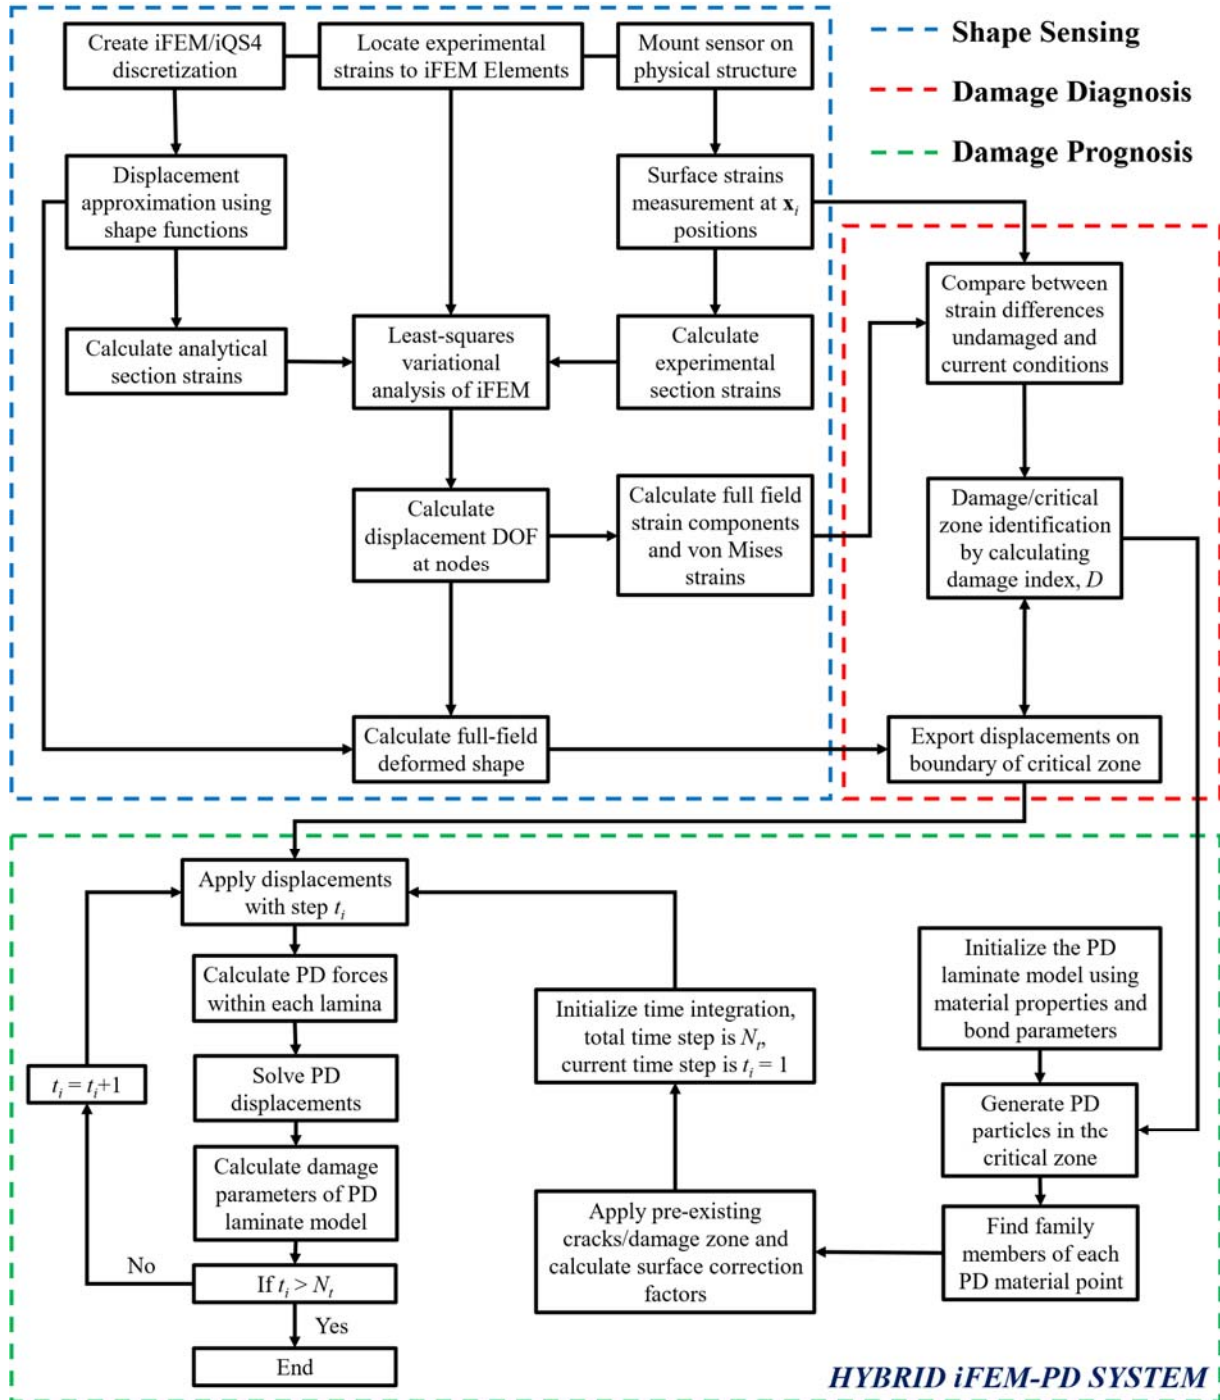 Create iFEM/iQS4
discretization
Locate experimental
strains to iFEM Elements
Mount sensor on
physical structure
Shape Sensing
Damage Diagnosis
Damage Prognosis
Displacement
approximation using
shape functions
Surface strains
measurement at xᵢ
positions
Compare between
strain differences
undamaged and
current conditions
Calculate analytical
section strains
Least-squares
variational
analysis of iFEM
Calculate
experimental
section strains
Calculate
displacement DOF
at nodes
Calculate full field
strain components
and von Mises
strains
Damage/critical
zone identification
by calculating
damage index, D
Calculate full-field
deformed shape
Export displacements on
boundary of critical zone
Apply displacements
with step tᵢ
Calculate PD forces
within each lamina
Solve PD
displacements
Calculate damage
parameters of PD
laminate model
tᵢ = tᵢ+1
No
If tᵢ > Nₜ
Yes
End
Initialize time integration,
total time step is Nₜ,
current time step is tᵢ = 1
Apply pre-existing
cracks/damage zone and
calculate surface correction
factors
Initialize the PD
laminate model using
material properties and
bond parameters
Generate PD
particles in the
critical zone
Find family
members of each
PD material point
HYBRID iFEM-PD SYSTEM